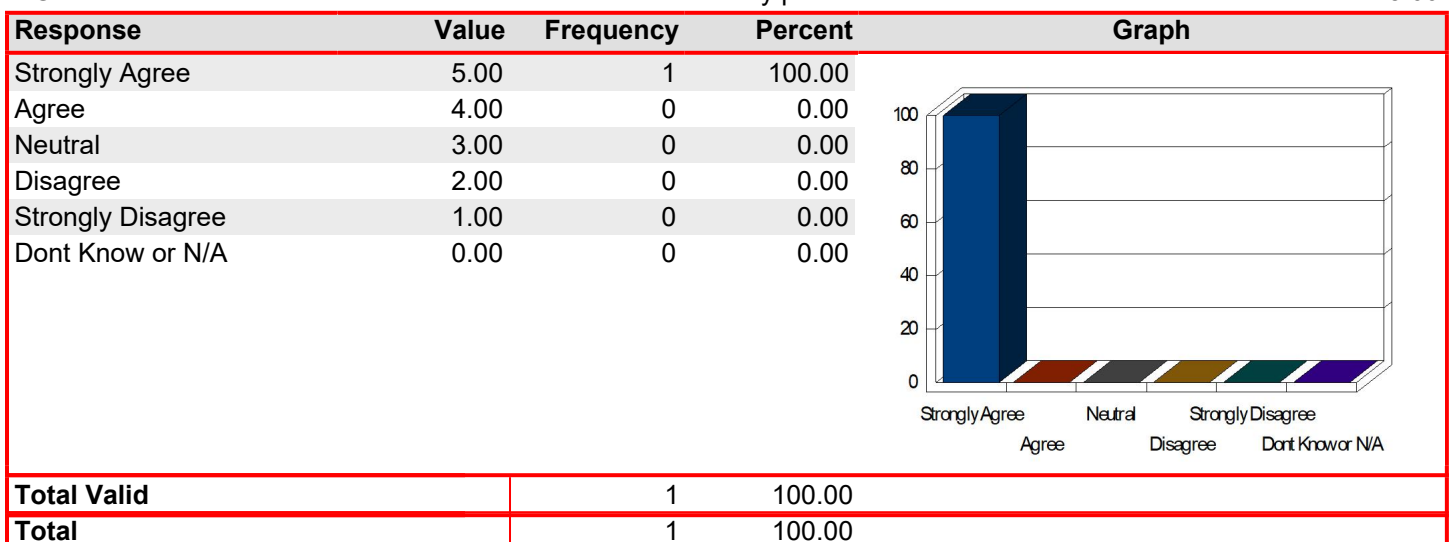 Response Value Frequency Percent Graph
Strongly Agree 5.00 1 100.00
Agree 4.00 0 0.00
Neutral 3.00 0 0.00
Disagree 2.00 0 0.00
Strongly Disagree 1.00 0 0.00
Dont Know or N/A 0.00 0 0.00
100
80
60
40
20
0
Strongly Agree Neutral Strongly Disagree
Agree Disagree Dont Know or N/A
Total Valid 1 100.00
Total 1 100.00